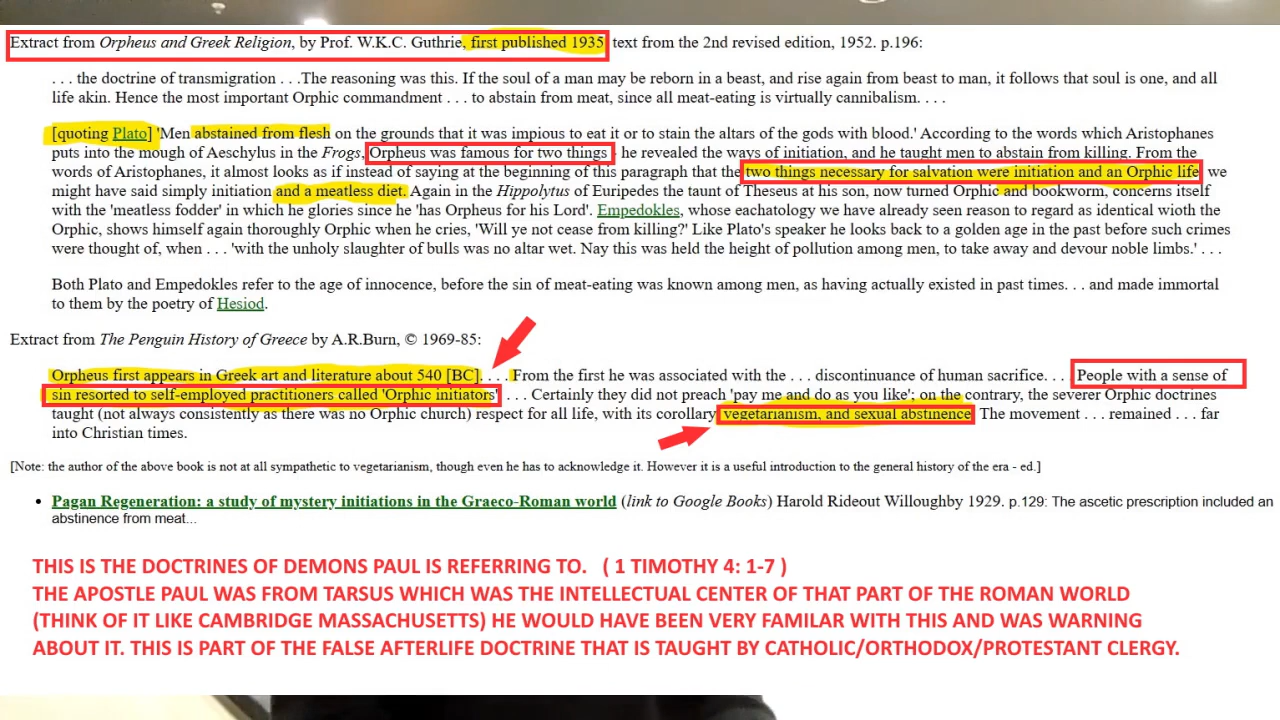 Extract from Orpheus and Greek Religion, by Prof. W.K.C. Guthrie, first published 1935, text from the 2nd revised edition, 1952. p.196:
. . . the doctrine of transmigration . . .The reasoning was this. If the soul of a man may be reborn in a beast, and rise again from beast to man, it follows that soul is one, and all
life akin. Hence the most important Orphic commandment . . . to abstain from meat, since all meat-eating is virtually cannibalism. . . .
[quoting Plato] 'Men abstained from flesh on the grounds that it was impious to eat it or to stain the altars of the gods with blood.' According to the words which Aristophanes
puts into the mough of Aeschylus in the Frogs, Orpheus was famous for two things - he revealed the ways of initiation, and he taught men to abstain from killing. From the
words of Aristophanes, it almost looks as if instead of saying at the beginning of this paragraph that the two things necessary for salvation were initiation and an Orphic life, we
might have said simply initiation and a meatless diet. Again in the Hippolytus of Euripedes the taunt of Theseus at his son, now turned Orphic and bookworm, concerns itself
with the 'meatless fodder' in which he glories since he 'has Orpheus for his Lord'. Empedokles, whose eachatology we have already seen reason to regard as identical wioth the
Orphic, shows himself again thoroughly Orphic when he cries, 'Will ye not cease from killing?' Like Plato's speaker he looks back to a golden age in the past before such crimes
were thought of, when . . . 'with the unholy slaughter of bulls was no altar wet. Nay this was held the height of pollution among men, to take away and devour noble limbs.' . . .
Both Plato and Empedokles refer to the age of innocence, before the sin of meat-eating was known among men, as having actually existed in past times. . . and made immortal
to them by the poetry of Hesiod.
Extract from The Penguin History of Greece by A.R.Burn, © 1969-85:
Orpheus first appears in Greek art and literature about 540 [BC]. . . . From the first he was associated with the . . . discontinuance of human sacrifice. . . People with a sense of
sin resorted to self-employed practitioners called 'Orphic initiators' . . . Certainly they did not preach 'pay me and do as you like'; on the contrary, the severer Orphic doctrines
taught (not always consistently as there was no Orphic church) respect for all life, with its corollary vegetarianism, and sexual abstinence. The movement . . . remained . . . far
into Christian times.
[Note: the author of the above book is not at all sympathetic to vegetarianism, though even he has to acknowledge it. However it is a useful introduction to the general history of the era - ed.]
• Pagan Regeneration: a study of mystery initiations in the Graeco-Roman world (link to Google Books) Harold Rideout Willoughby 1929. p.129: The ascetic prescription included an
abstinence from meat...
THIS IS THE DOCTRINES OF DEMONS PAUL IS REFERRING TO. ( 1 TIMOTHY 4: 1-7 )
THE APOSTLE PAUL WAS FROM TARSUS WHICH WAS THE INTELLECTUAL CENTER OF THAT PART OF THE ROMAN WORLD
(THINK OF IT LIKE CAMBRIDGE MASSACHUSETTS) HE WOULD HAVE BEEN VERY FAMILAR WITH THIS AND WAS WARNING
ABOUT IT. THIS IS PART OF THE FALSE AFTERLIFE DOCTRINE THAT IS TAUGHT BY CATHOLIC/ORTHODOX/PROTESTANT CLERGY.